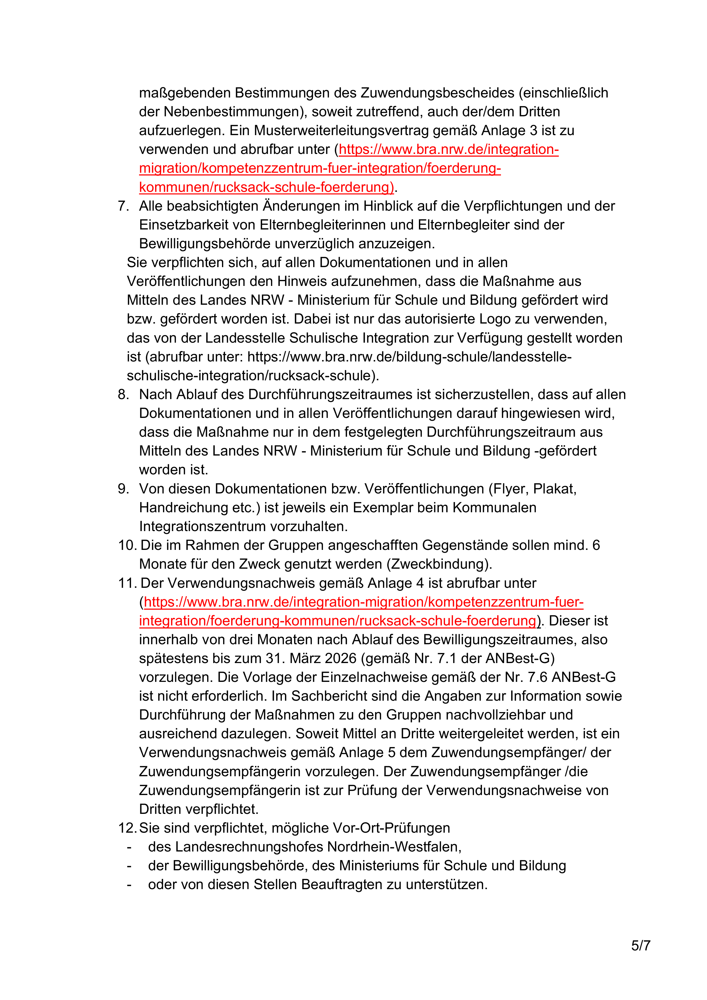 maßgebenden Bestimmungen des Zuwendungsbescheides (einschließlich
der Nebenbestimmungen), soweit zutreffend, auch der/dem Dritten
aufzuerlegen. Ein Musterweiterleitungsvertrag gemäß Anlage 3 ist zu
verwenden und abrufbar unter (https://www.bra.nrw.de/integration-
migration/kompetenzzentrum-fuer-integration/foerderung-
kommunen/rucksack-schule-foerderung).
7. Alle beabsichtigten Änderungen im Hinblick auf die Verpflichtungen und der
Einsetzbarkeit von Elternbegleiterinnen und Elternbegleiter sind der
Bewilligungsbehörde unverzüglich anzuzeigen.
Sie verpflichten sich, auf allen Dokumentationen und in allen
Veröffentlichungen den Hinweis aufzunehmen, dass die Maßnahme aus
Mitteln des Landes NRW - Ministerium für Schule und Bildung gefördert wird
bzw. gefördert worden ist. Dabei ist nur das autorisierte Logo zu verwenden,
das von der Landesstelle Schulische Integration zur Verfügung gestellt worden
ist (abrufbar unter: https://www.bra.nrw.de/bildung-schule/landesstelle-
schulische-integration/rucksack-schule).
8. Nach Ablauf des Durchführungszeitraumes ist sicherzustellen, dass auf allen
Dokumentationen und in allen Veröffentlichungen darauf hingewiesen wird,
dass die Maßnahme nur in dem festgelegten Durchführungszeitraum aus
Mitteln des Landes NRW - Ministerium für Schule und Bildung -gefördert
worden ist.
9. Von diesen Dokumentationen bzw. Veröffentlichungen (Flyer, Plakat,
Handreichung etc.) ist jeweils ein Exemplar beim Kommunalen
Integrationszentrum vorzuhalten.
10. Die im Rahmen der Gruppen angeschafften Gegenstände sollen mind. 6
Monate für den Zweck genutzt werden (Zweckbindung).
11. Der Verwendungsnachweis gemäß Anlage 4 ist abrufbar unter
(https://www.bra.nrw.de/integration-migration/kompetenzzentrum-fuer-
integration/foerderung-kommunen/rucksack-schule-foerderung). Dieser ist
innerhalb von drei Monaten nach Ablauf des Bewilligungszeitraumes, also
spätestens bis zum 31. März 2026 (gemäß Nr. 7.1 der ANBest-G)
vorzulegen. Die Vorlage der Einzelnachweise gemäß der Nr. 7.6 ANBest-G
ist nicht erforderlich. Im Sachbericht sind die Angaben zur Information sowie
Durchführung der Maßnahmen zu den Gruppen nachvollziehbar und
ausreichend dazulegen. Soweit Mittel an Dritte weitergeleitet werden, ist ein
Verwendungsnachweis gemäß Anlage 5 dem Zuwendungsempfänger/ der
Zuwendungsempfängerin vorzulegen. Der Zuwendungsempfänger /die
Zuwendungsempfängerin ist zur Prüfung der Verwendungsnachweise von
Dritten verpflichtet.
12. Sie sind verpflichtet, mögliche Vor-Ort-Prüfungen
- des Landesrechnungshofes Nordrhein-Westfalen,
- der Bewilligungsbehörde, des Ministeriums für Schule und Bildung
- oder von diesen Stellen Beauftragten zu unterstützen.
5/7